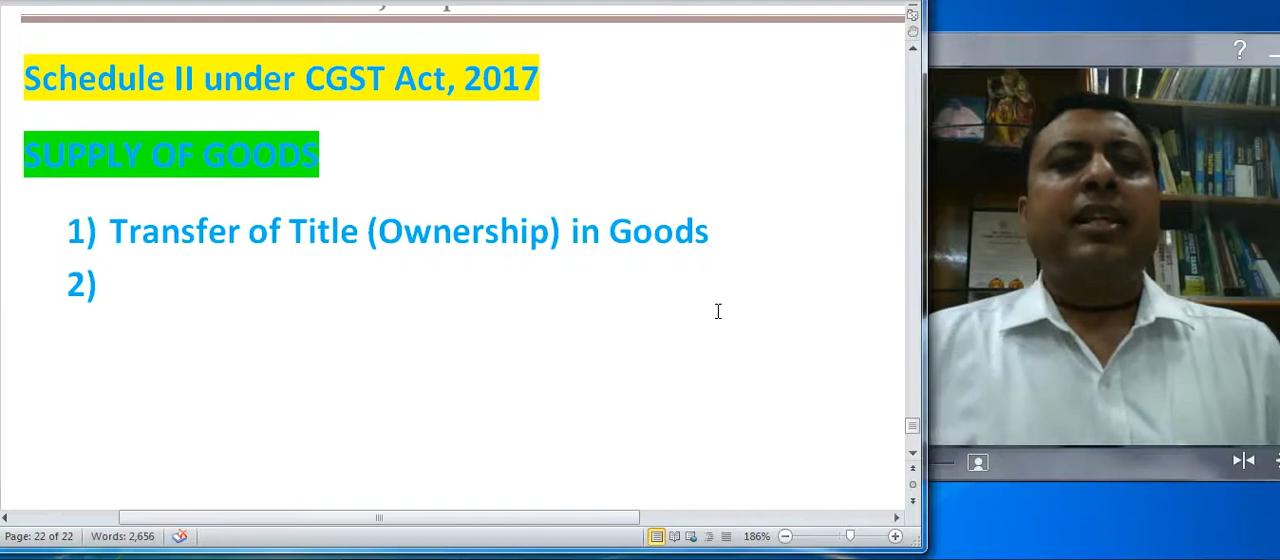 Schedule II under CGST Act, 2017
SUPPLY OF GOODS
1) Transfer of Title (Ownership) in Goods
2)
Page: 22 of 22 Words: 2,656 186%
?